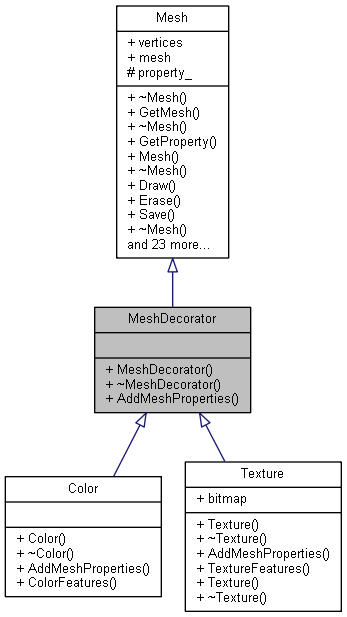 Mesh
+ vertices
+ mesh
# property_
+ ~Mesh()
+ GetMesh()
+ ~Mesh()
+ GetProperty()
+ Mesh()
+ ~Mesh()
+ Draw()
+ Erase()
+ Save()
+ ~Mesh()
and 23 more...
MeshDecorator
+ MeshDecorator()
+ ~MeshDecorator()
+ AddMeshProperties()
Color
+ Color()
+ ~Color()
+ AddMeshProperties()
+ ColorFeatures()
Texture
+ bitmap
+ Texture()
+ ~Texture()
+ AddMeshProperties()
+ TextureFeatures()
+ Texture()
+ ~Texture()